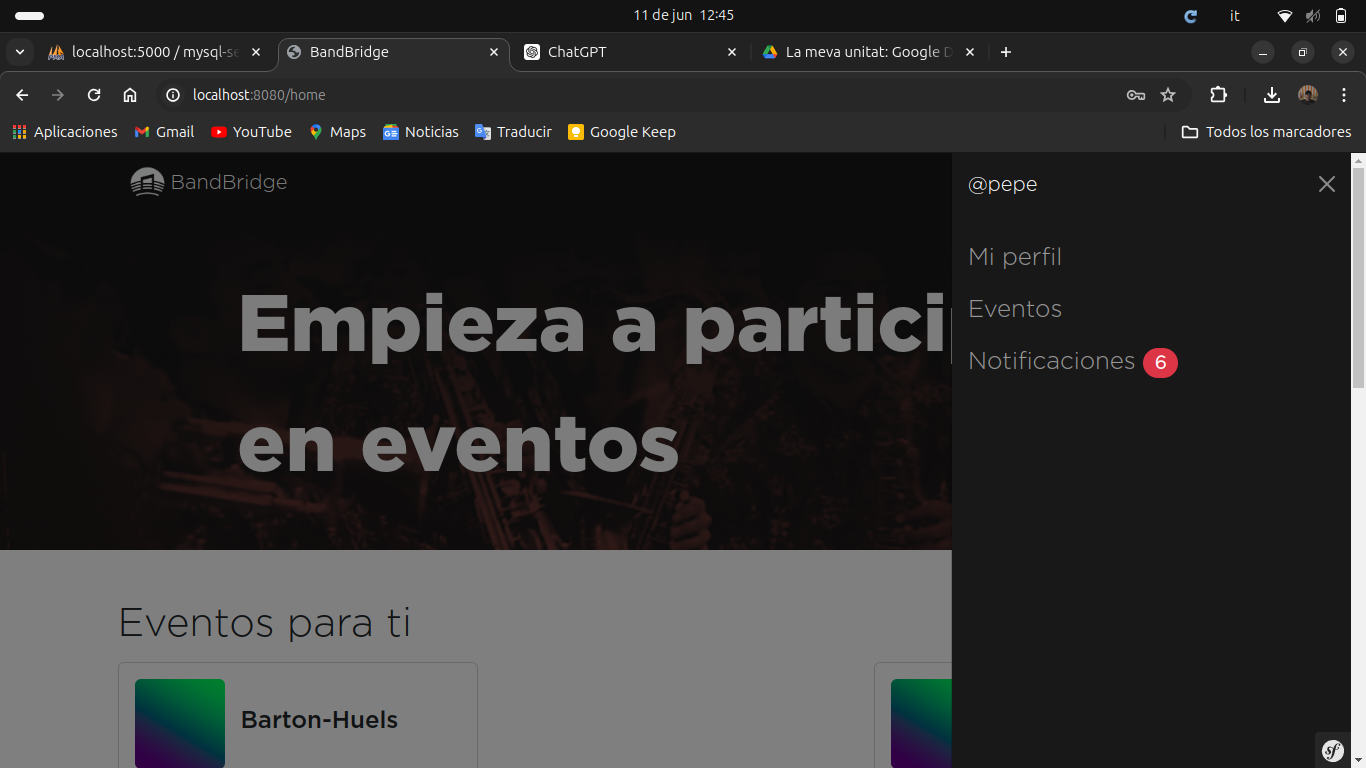 11 de jun 12:45
it
localhost:5000 / mysql-se
BandBridge
ChatGPT
La meva unitat: Google D
localhost:8080/home
Aplicaciones
Gmail
YouTube
Maps
Noticias
Traducir
Google Keep
Todos los marcadores
BandBridge
@pepe
Mi perfil
Eventos
Notificaciones 6
Empieza a partici
en eventos
Eventos para ti
Barton-Huels
sf